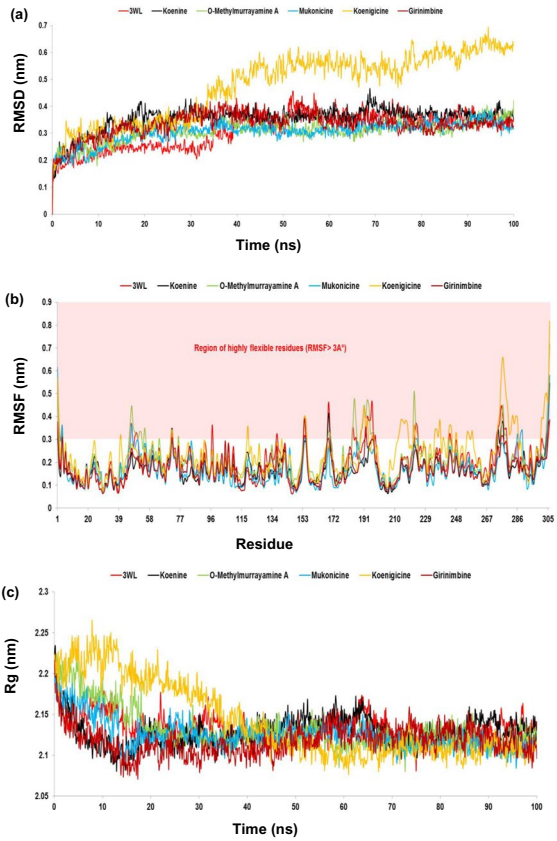 (a)
3WL Koenine O-Methylmurrayamine A Mukonicine Koenigicine Girinimbine
RMSD (nm)
0.7
0.6
0.5
0.4
0.3
0.2
0.1
0
0 10 20 30 40 50 60 70 80 90 100
Time (ns)
(b)
3WL Koenine O-Methylmurrayamine A Mukonicine Koenigicine Girinimbine
RMSF (nm)
0.9
0.8
0.7
0.6
0.5
0.4
0.3
0.2
0.1
0
Region of highly flexible residues (RMSF> 3A°)
1 20 39 58 77 96 115 134 153 172 191 210 229 248 267 286 305
Residue
(c)
3WL Koenine O-Methylmurrayamine A Mukonicine Koenigicine Girinimbine
Rg (nm)
2.3
2.25
2.2
2.15
2.1
2.05
0 10 20 30 40 50 60 70 80 90 100
Time (ns)